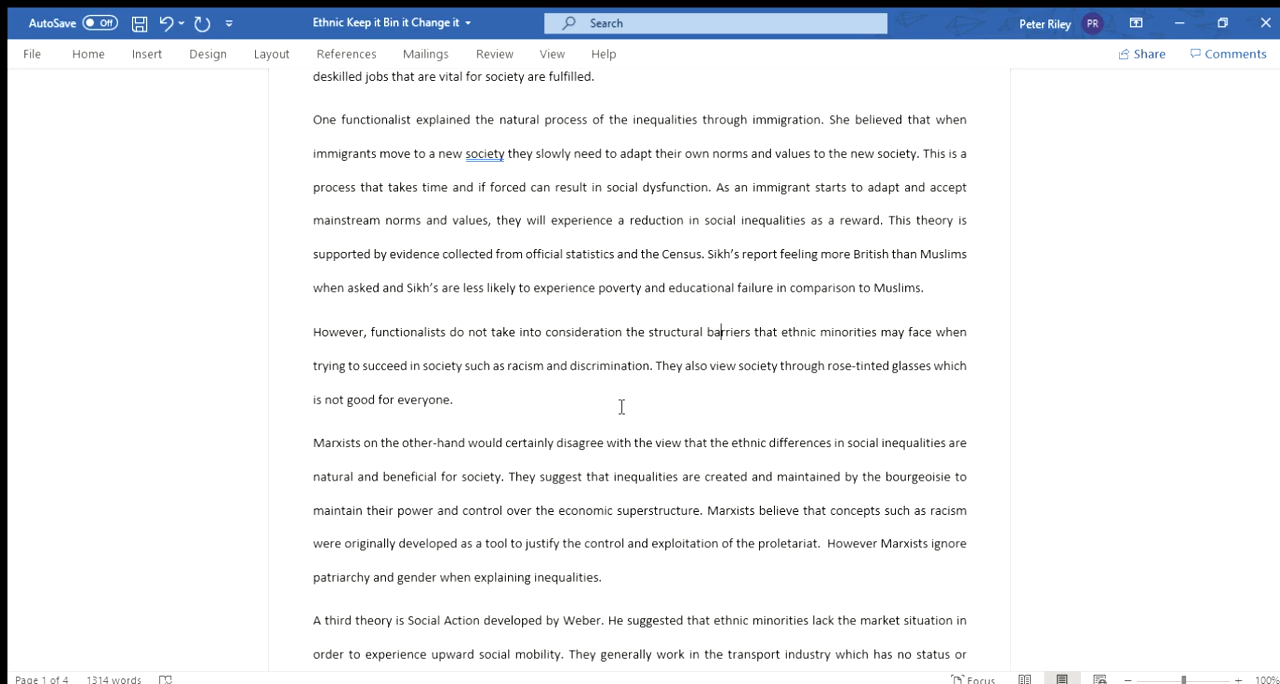 AutoSave Off Ethnic Keep it Bin it Change it Search Peter Riley PR
File Home Insert Design Layout References Mailings Review View Help Share Comments
deskilled jobs that are vital for society are fulfilled.
One functionalist explained the natural process of the inequalities through immigration. She believed that when
immigrants move to a new society they slowly need to adapt their own norms and values to the new society. This is a
process that takes time and if forced can result in social dysfunction. As an immigrant starts to adapt and accept
mainstream norms and values, they will experience a reduction in social inequalities as a reward. This theory is
supported by evidence collected from official statistics and the Census. Sikh’s report feeling more British than Muslims
when asked and Sikh’s are less likely to experience poverty and educational failure in comparison to Muslims.
However, functionalists do not take into consideration the structural barriers that ethnic minorities may face when
trying to succeed in society such as racism and discrimination. They also view society through rose-tinted glasses which
is not good for everyone.
Marxists on the other-hand would certainly disagree with the view that the ethnic differences in social inequalities are
natural and beneficial for society. They suggest that inequalities are created and maintained by the bourgeoisie to
maintain their power and control over the economic superstructure. Marxists believe that concepts such as racism
were originally developed as a tool to justify the control and exploitation of the proletariat.  However Marxists ignore
patriarchy and gender when explaining inequalities.
A third theory is Social Action developed by Weber. He suggested that ethnic minorities lack the market situation in
order to experience upward social mobility. They generally work in the transport industry which has no status or
Page 1 of 4 1314 words Focus 100%